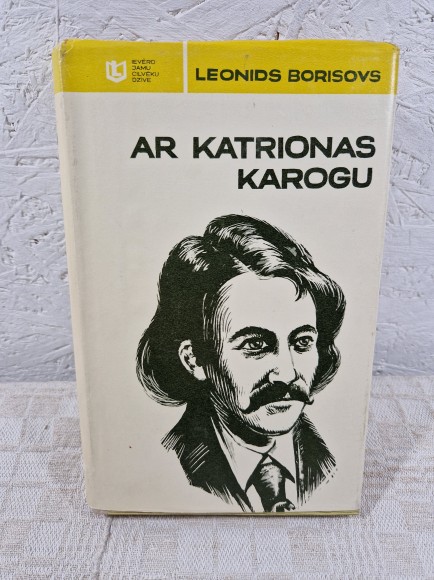 IEVĒRO
JAMU
CILVĒKU
DZĪVE
LEONIDS BORISOVS
AR KATRIONAS
KAROGU